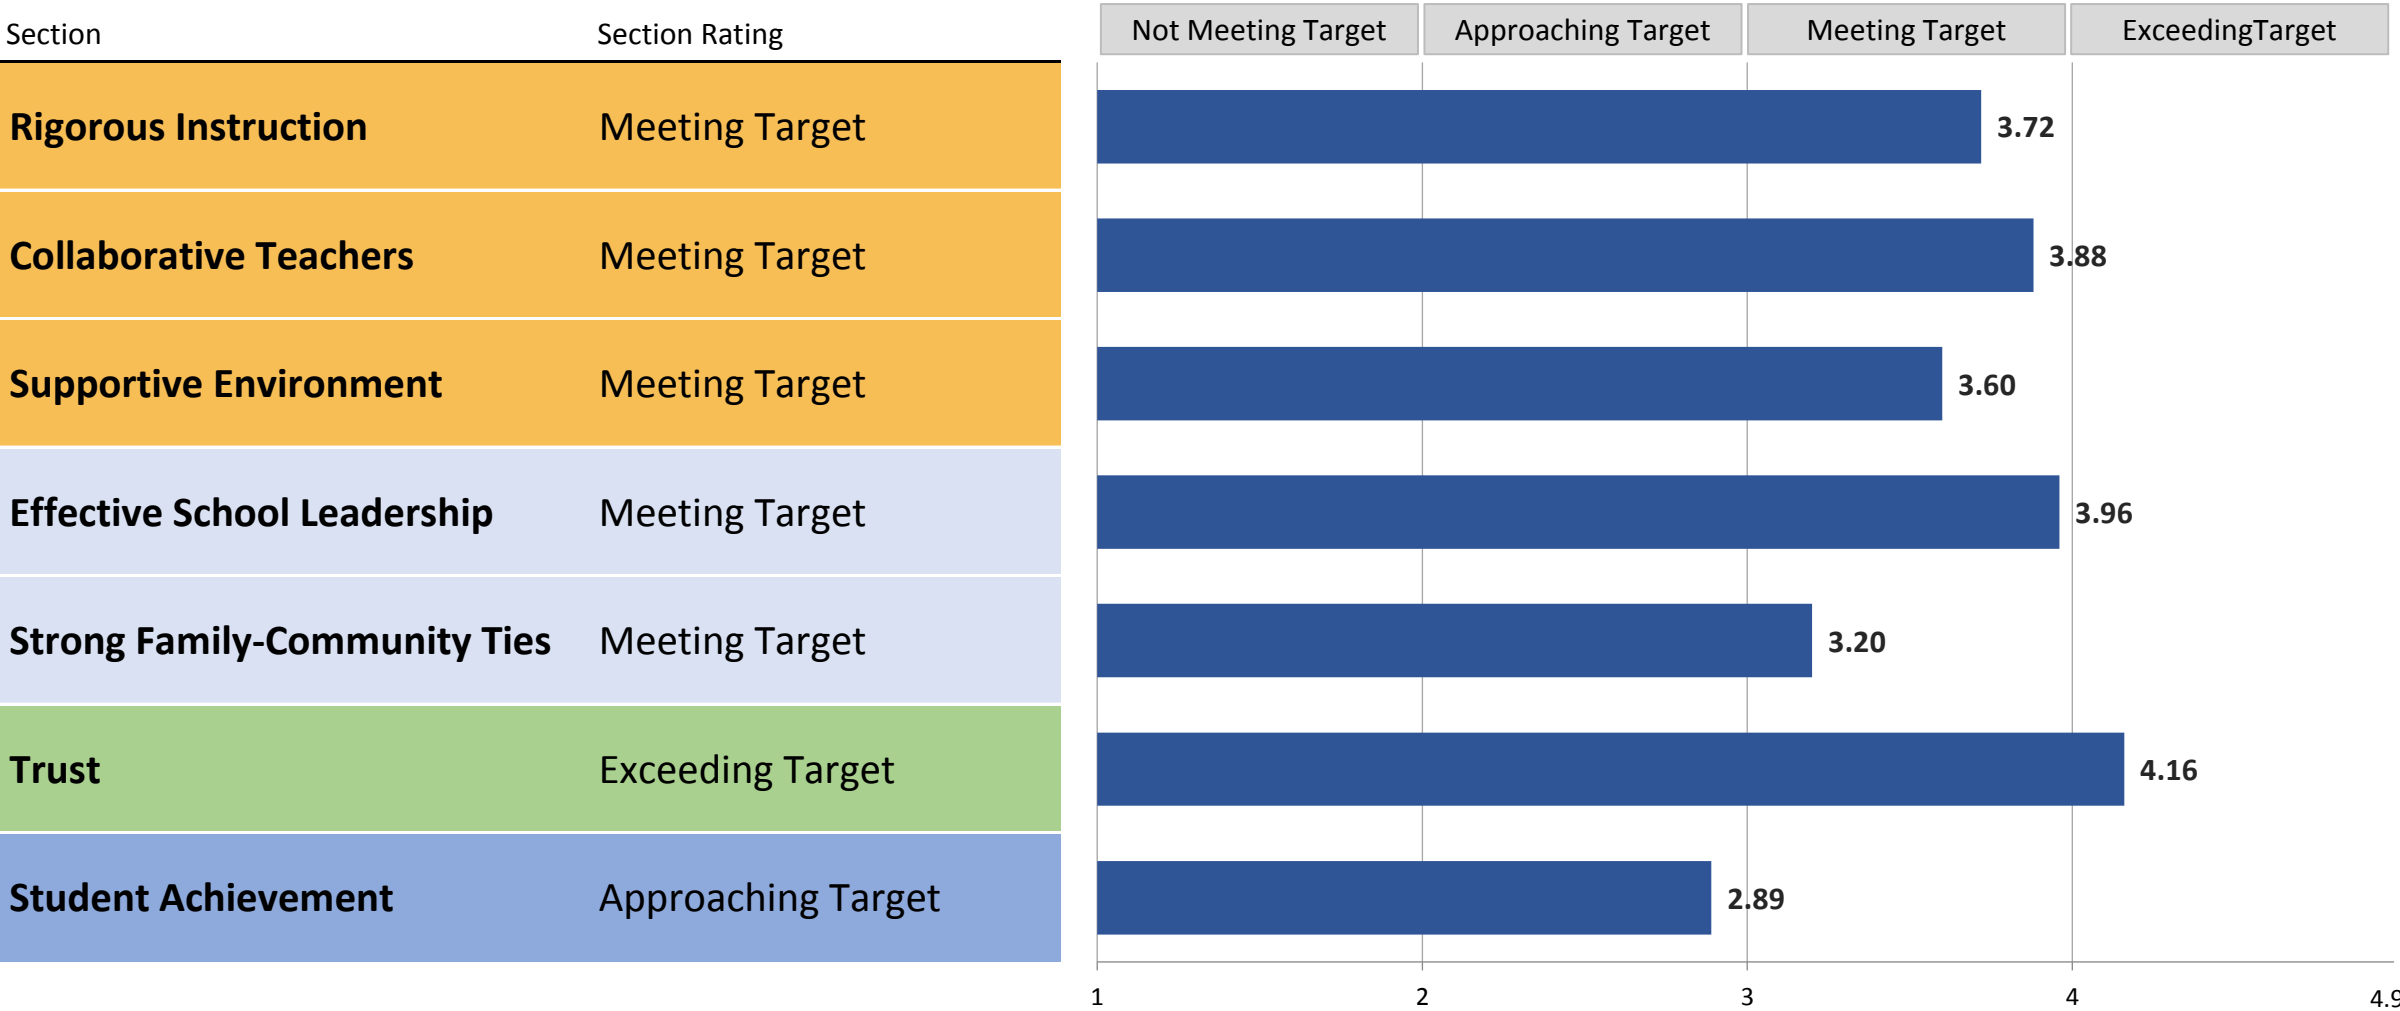 Section Section Rating Not Meeting Target Approaching Target Meeting Target ExceedingTarget
Rigorous Instruction Meeting Target 3.72
Collaborative Teachers Meeting Target 3.88
Supportive Environment Meeting Target 3.60
Effective School Leadership Meeting Target 3.96
Strong Family-Community Ties Meeting Target 3.20
Trust Exceeding Target 4.16
Student Achievement Approaching Target 2.89
1 2 3 4 4.9